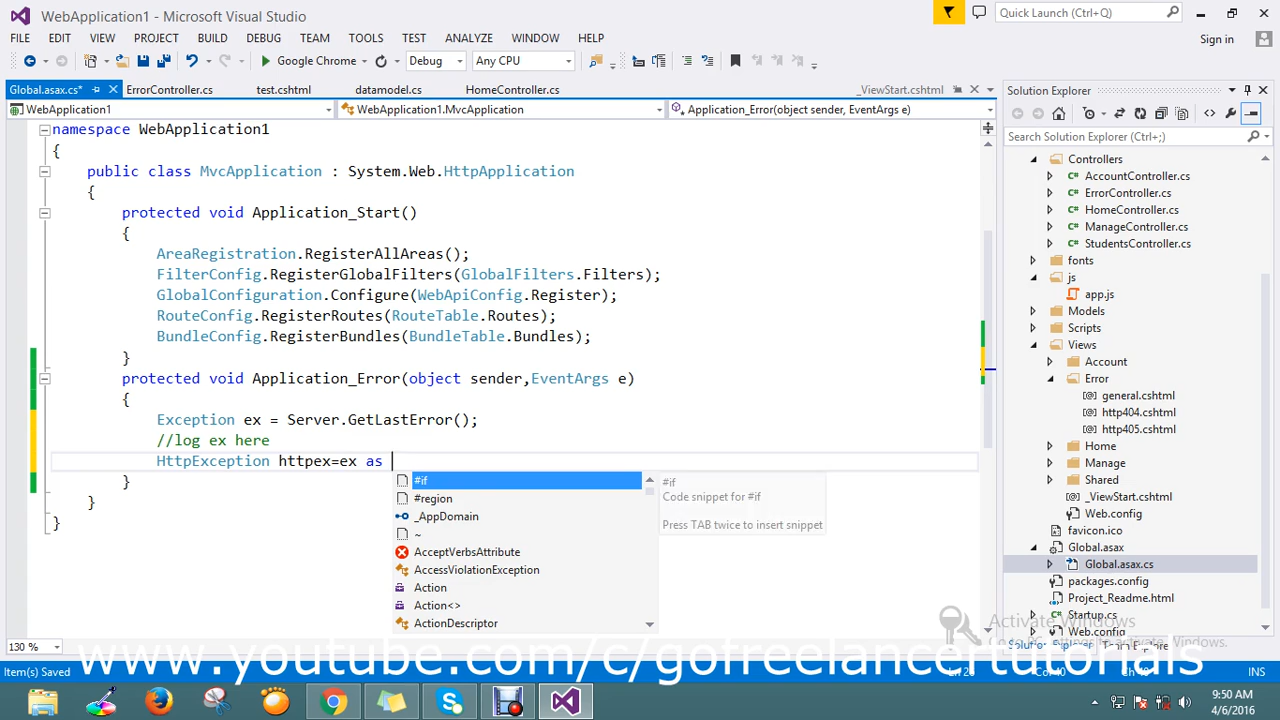 WebApplication1 - Microsoft Visual Studio
Quick Launch (Ctrl+Q)
FILE EDIT VIEW PROJECT BUILD DEBUG TEAM TOOLS TEST ANALYZE WINDOW HELP
Sign in
Google Chrome Debug Any CPU
Global.asax.cs* ErrorController.cs test.cshtml datamodel.cs HomeController.cs _ViewStart.cshtml
WebApplication1 WebApplication1.MvcApplication Application_Error(object sender, EventArgs e)
namespace WebApplication1
{
public class MvcApplication : System.Web.HttpApplication
{
protected void Application_Start()
{
AreaRegistration.RegisterAllAreas();
FilterConfig.RegisterGlobalFilters(GlobalFilters.Filters);
GlobalConfiguration.Configure(WebApiConfig.Register);
RouteConfig.RegisterRoutes(RouteTable.Routes);
BundleConfig.RegisterBundles(BundleTable.Bundles);
}
protected void Application_Error(object sender,EventArgs e)
{
Exception ex = Server.GetLastError();
//log ex here
HttpException httpex=ex as
}
}
}
#if
#region
_AppDomain
~
AcceptVerbsAttribute
AccessViolationException
Action
Action<>
ActionDescriptor
#if
Code snippet for #if
Press TAB twice to insert snippet
Solution Explorer
Search Solution Explorer (Ctrl+;)
Controllers
AccountController.cs
ErrorController.cs
HomeController.cs
ManageController.cs
StudentsController.cs
fonts
js
app.js
Models
Scripts
Views
Account
Error
general.cshtml
http404.cshtml
http405.cshtml
Home
Manage
Shared
_ViewStart.cshtml
Web.config
favicon.ico
Global.asax
Global.asax.cs
packages.config
Project_Readme.html
Startup.cs
Web.config
Activate Windows
Activate Windows.
Solution Explorer Team Explorer
130 %
www.youtube.com/c/gofreelancertutorials
Item(s) Saved INS
9:50 AM
4/6/2016